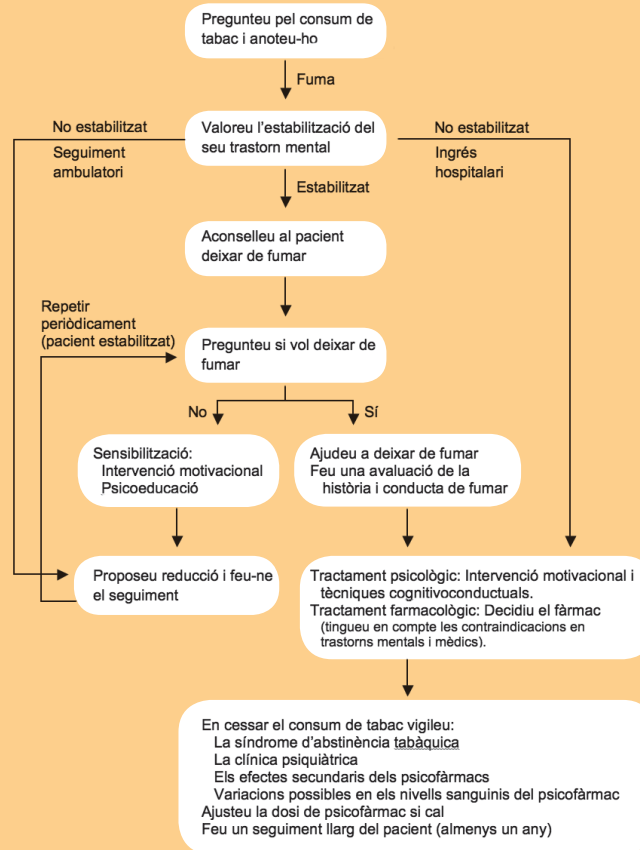 Pregunteu pel consum de
tabac i anoteu-ho
Fuma
No estabilitzat
Seguiment
ambulatori
Valoreu l'estabilització del
seu trastorn mental
No estabilitzat
Ingrés
hospitalari
Estabilitzat
Aconselleu al pacient
deixar de fumar
Repetir
periòdicament
(pacient estabilitzat)
Pregunteu si vol deixar de
fumar
No
Sí
Sensibilització:
Intervenció motivacional
Psicoeducació
Ajudeu a deixar de fumar
Feu una avaluació de la
història i conducta de fumar
Proposeu reducció i feu-ne
el seguiment
Tractament psicològic: Intervenció motivacional i
tècniques cognitivoconductuals.
Tractament farmacològic: Decidiu el fàrmac
(tingueu en compte les contraindicacions en
trastorns mentals i mèdics).
En cessar el consum de tabac vigileu:
La síndrome d'abstinència tabàquica
La clínica psiquiàtrica
Els efectes secundaris dels psicofàrmacs
Variacions possibles en els nivells sanguinis del psicofàrmac
Ajusteu la dosi de psicofàrmac si cal
Feu un seguiment llarg del pacient (almenys un any)